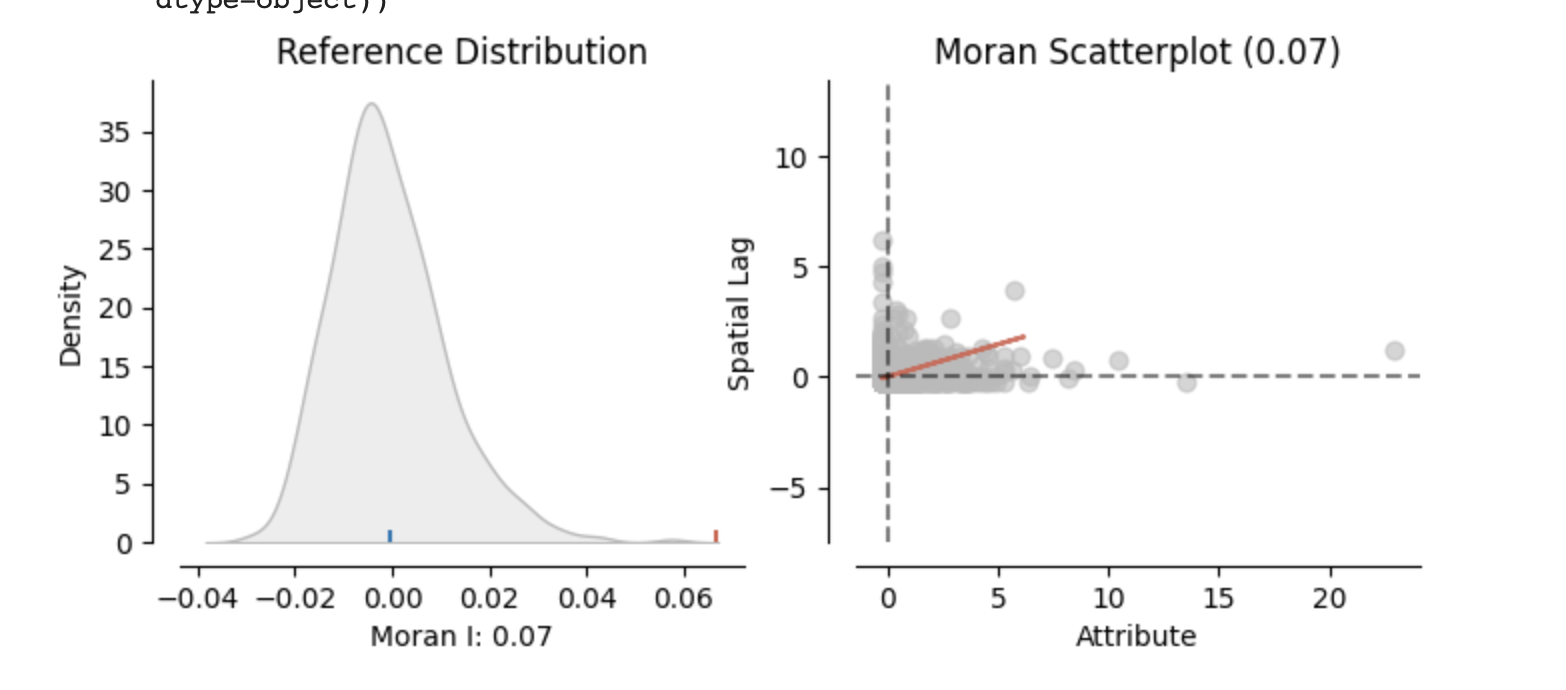 dtype=object))
Reference Distribution
Density
35
30
25
20
15
10
5
0
−0.04 −0.02 0.00 0.02 0.04 0.06
Moran I: 0.07
Moran Scatterplot (0.07)
Spatial Lag
10
5
0
−5
0 5 10 15 20
Attribute